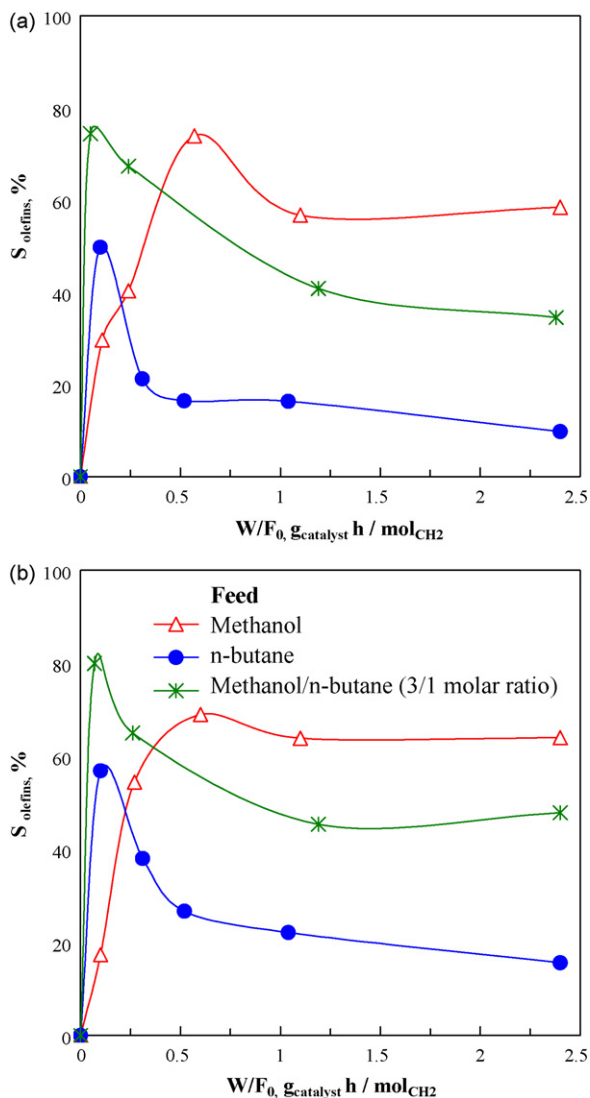 (a)
100
80
60
40
20
0
S olefins, %
0 0.5 1 1.5 2 2.5
W/F0, gcatalyst h / molCH2
(b)
100
80
60
40
20
0
S olefins, %
Feed
Methanol
n-butane
Methanol/n-butane (3/1 molar ratio)
0 0.5 1 1.5 2 2.5
W/F0, gcatalyst h / molCH2